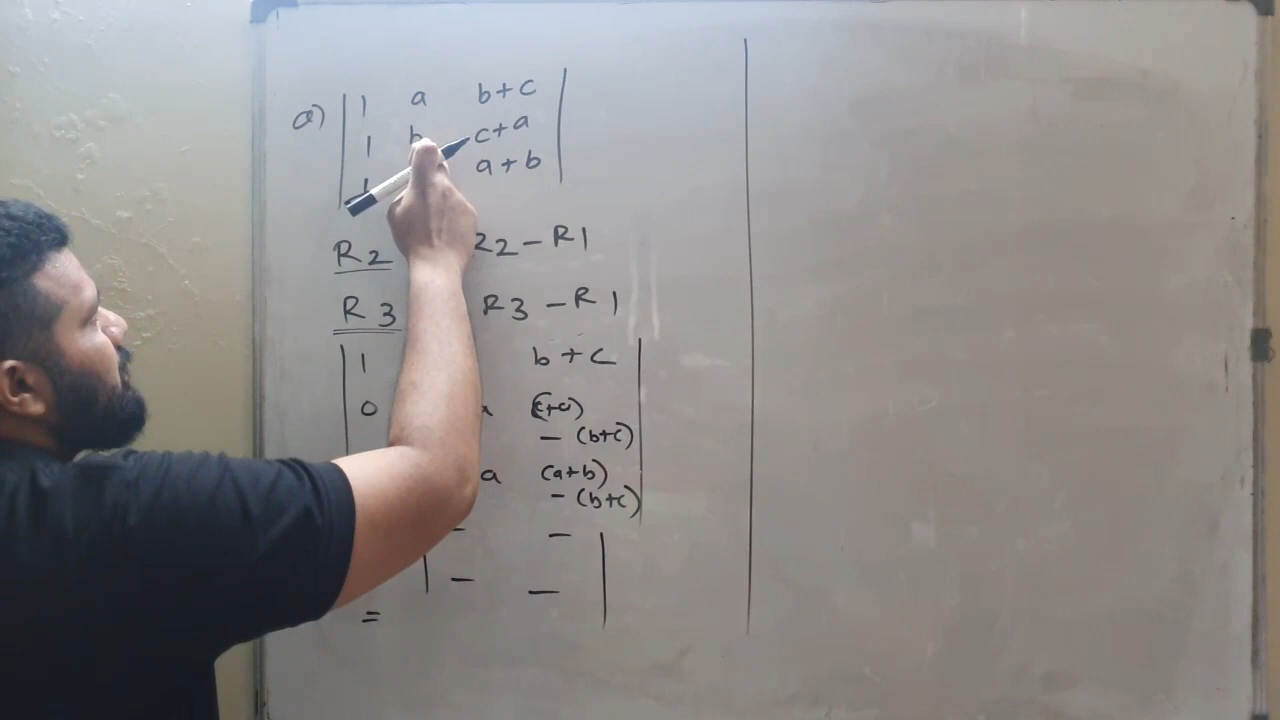 a) | 1 a b+c |
1 b c+a
1 a+b
R2 R2 - R1
R3 R3 - R1
| 1 b+c |
0 a (c+a)
- (b+c)
a (a+b)
- (b+c)
- -
| - - |
=